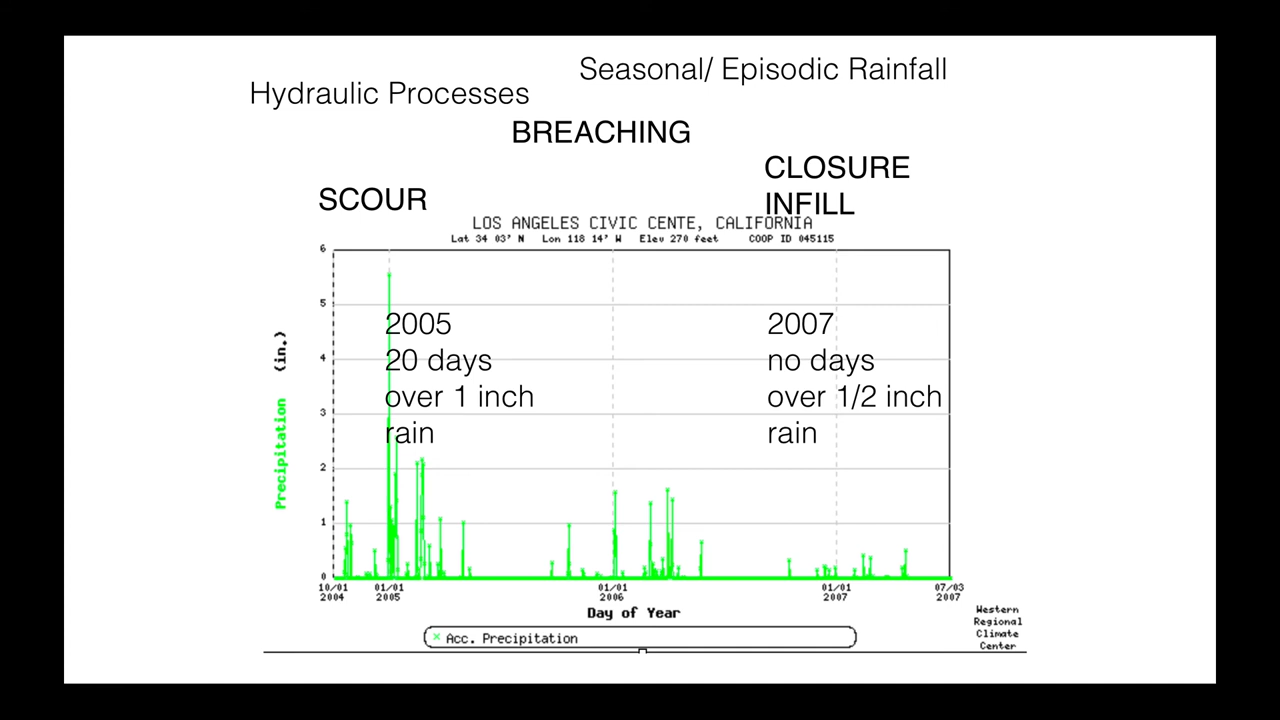 Seasonal/ Episodic Rainfall
Hydraulic Processes
BREACHING
CLOSURE
INFILL
SCOUR
LOS ANGELES CIVIC CENTE, CALIFORNIA
Lat 34 03' N Lon 118 14' W Elev 270 feet COOP ID 045115
6
5
4
3
2
1
0
Precipitation (in.)
2005
20 days
over 1 inch
rain
2007
no days
over 1/2 inch
rain
10/01 01/01 01/01 01/01 07/03
2004 2005 2006 2007 2007
Day of Year
Acc. Precipitation
Western
Regional
Climate
Center